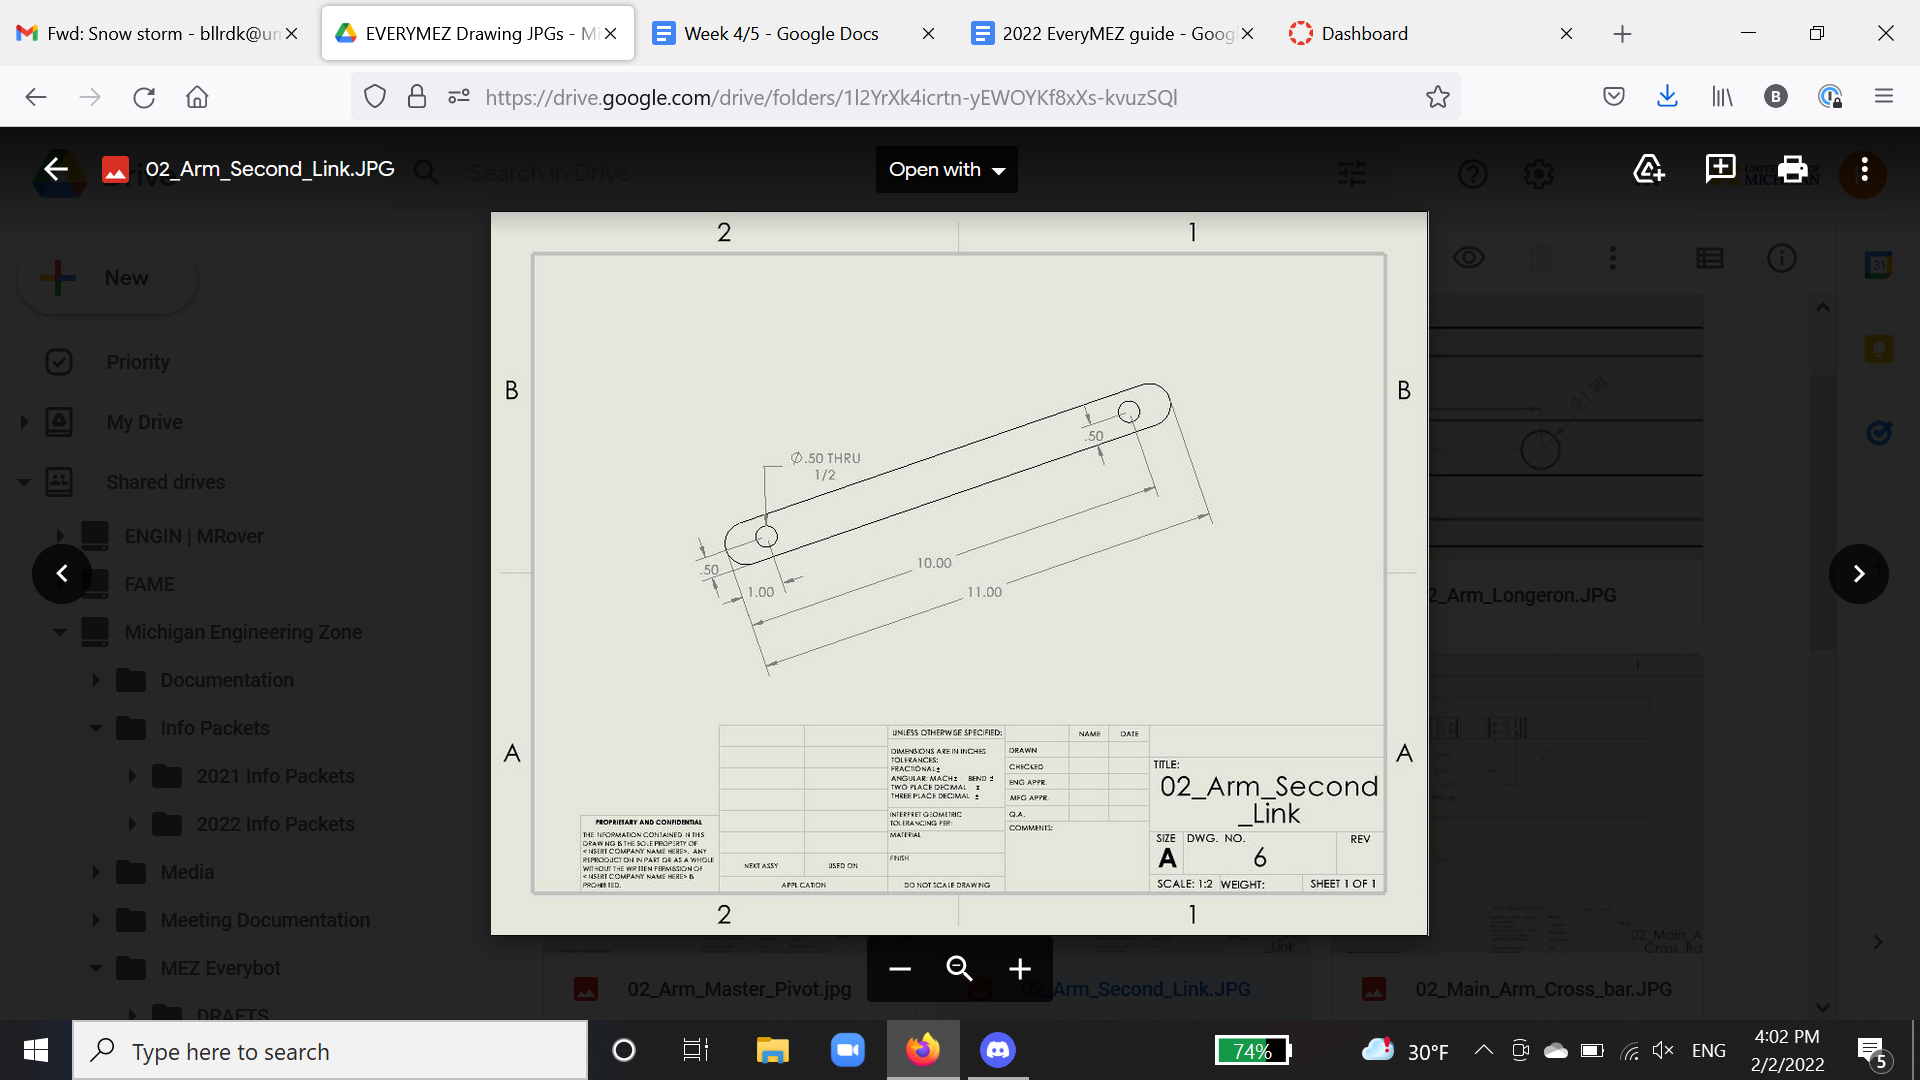 Fwd: Snow storm - bllrdk@un
EVERYMEZ Drawing JPGs - Mi
Week 4/5 - Google Docs
2022 EveryMEZ guide - Goog
Dashboard
https://drive.google.com/drive/folders/1l2YrXk4icrtn-yEWOYKf8xXs-kvuzSQl
B
02_Arm_Second_Link.JPG
Search in Drive
Open with
New
Priority
My Drive
Shared drives
ENGIN | MRover
FAME
Michigan Engineering Zone
Documentation
Info Packets
2021 Info Packets
2022 Info Packets
Media
Meeting Documentation
MEZ Everybot
DRAFTS
2 1
B B
Ø.50 THRU
1/2
.50
.50
1.00
10.00
11.00
A A
UNLESS OTHERWISE SPECIFIED:
DIMENSIONS ARE IN INCHES
TOLERANCES:
FRACTIONAL±
ANGULAR: MACH± BEND ±
TWO PLACE DECIMAL ±
THREE PLACE DECIMAL ±
INTERPRET GEOMETRIC
TOLERANCING PER:
MATERIAL
FINISH
DO NOT SCALE DRAWING
NAME DATE
DRAWN
CHECKED
ENG APPR.
MFG APPR.
Q.A.
COMMENTS:
TITLE:
02_Arm_Second
_Link
SIZE DWG. NO. REV
A 6
SCALE: 1:2 WEIGHT: SHEET 1 OF 1
PROPRIETARY AND CONFIDENTIAL
THE INFORMATION CONTAINED IN THIS
DRAWING IS THE SOLE PROPERTY OF
<INSERT COMPANY NAME HERE>. ANY
REPRODUCTION IN PART OR AS A WHOLE
WITHOUT THE WRITTEN PERMISSION OF
<INSERT COMPANY NAME HERE> IS
PROHIBITED.
NEXT ASSY USED ON
APPLICATION
2 1
2_Arm_Longeron.JPG
02_Arm_Master_Pivot.jpg
02_Arm_Second_Link.JPG
02_Main_Arm_Cross_bar.JPG
Type here to search
74%
30°F
ENG
4:02 PM
2/2/2022
5